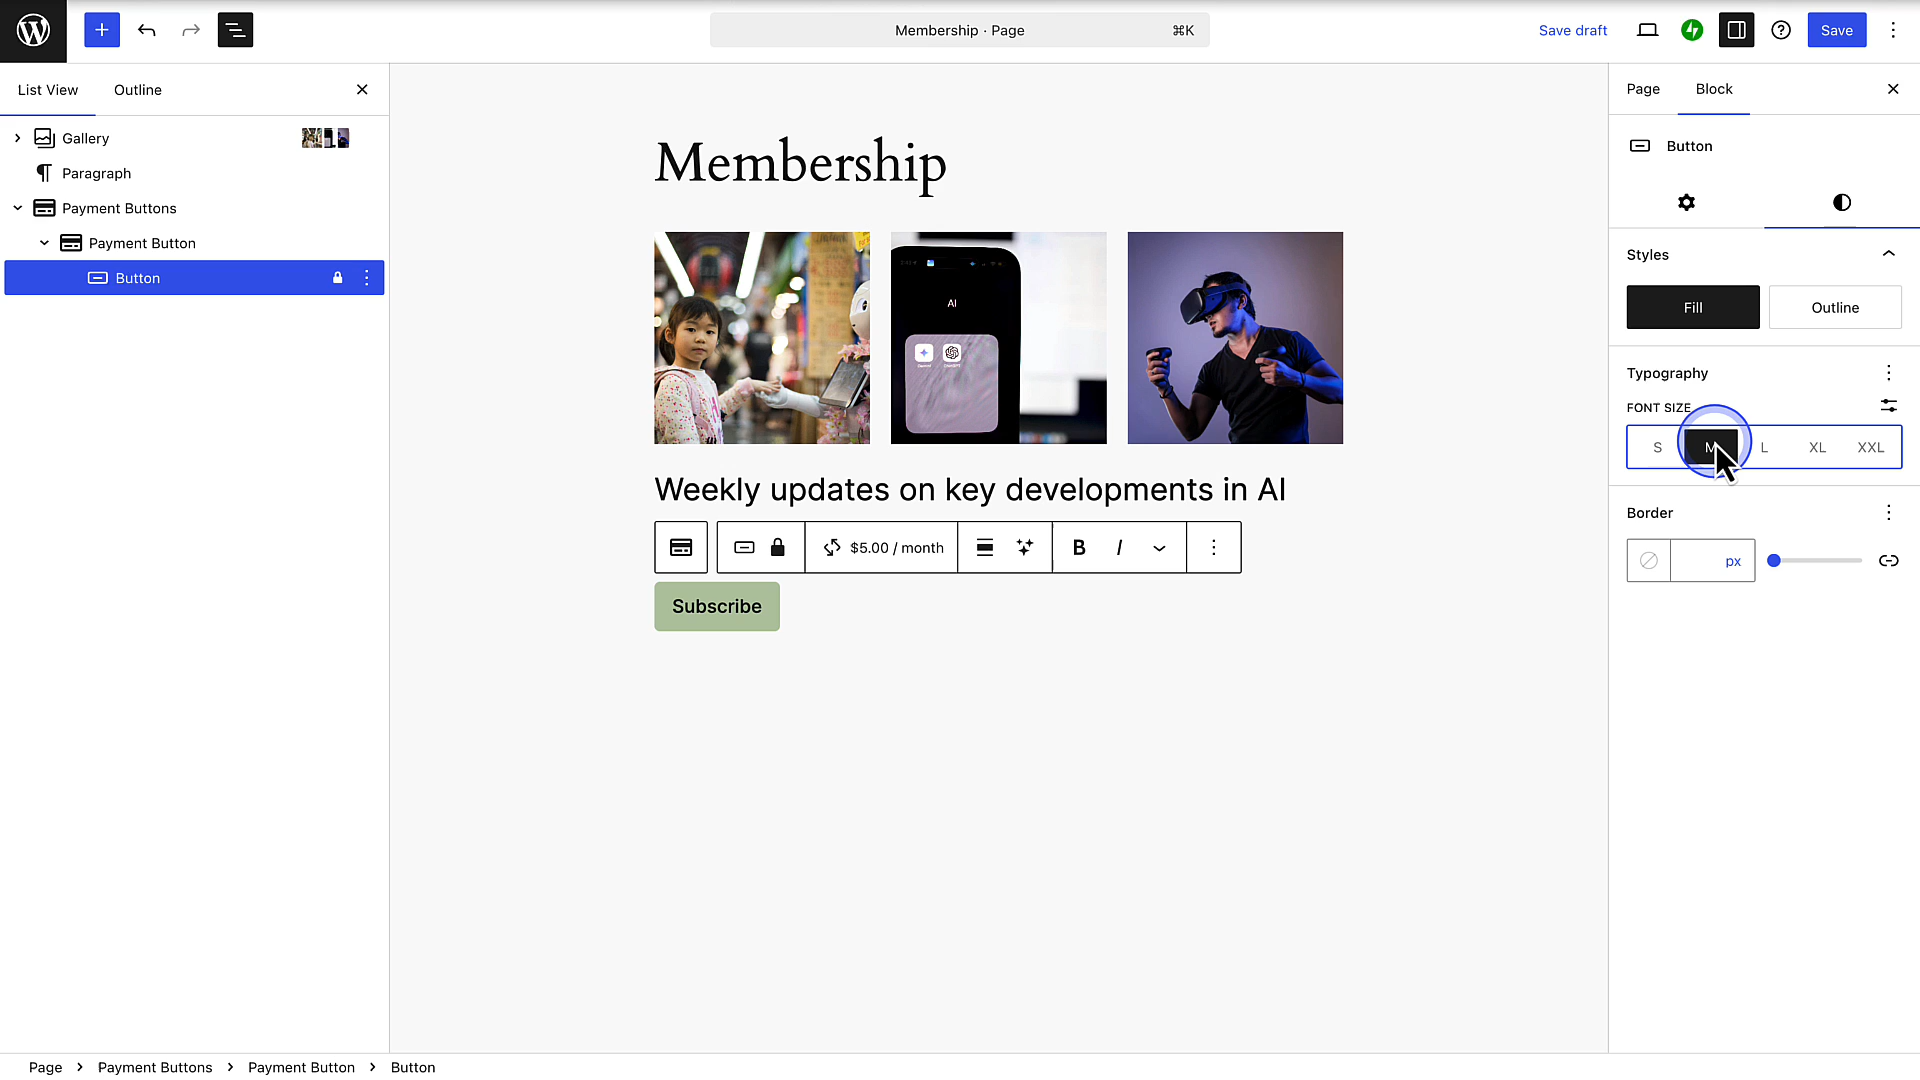 Membership · Page
⌘K
Save draft
Save
List View
Outline
Gallery
Paragraph
Payment Buttons
Payment Button
Button
Membership
AI
Weekly updates on key developments in AI
$5.00 / month
B
I
Subscribe
Page
Block
Button
Styles
Fill
Outline
Typography
FONT SIZE
S
M
L
XL
XXL
Border
px
Page
Payment Buttons
Payment Button
Button